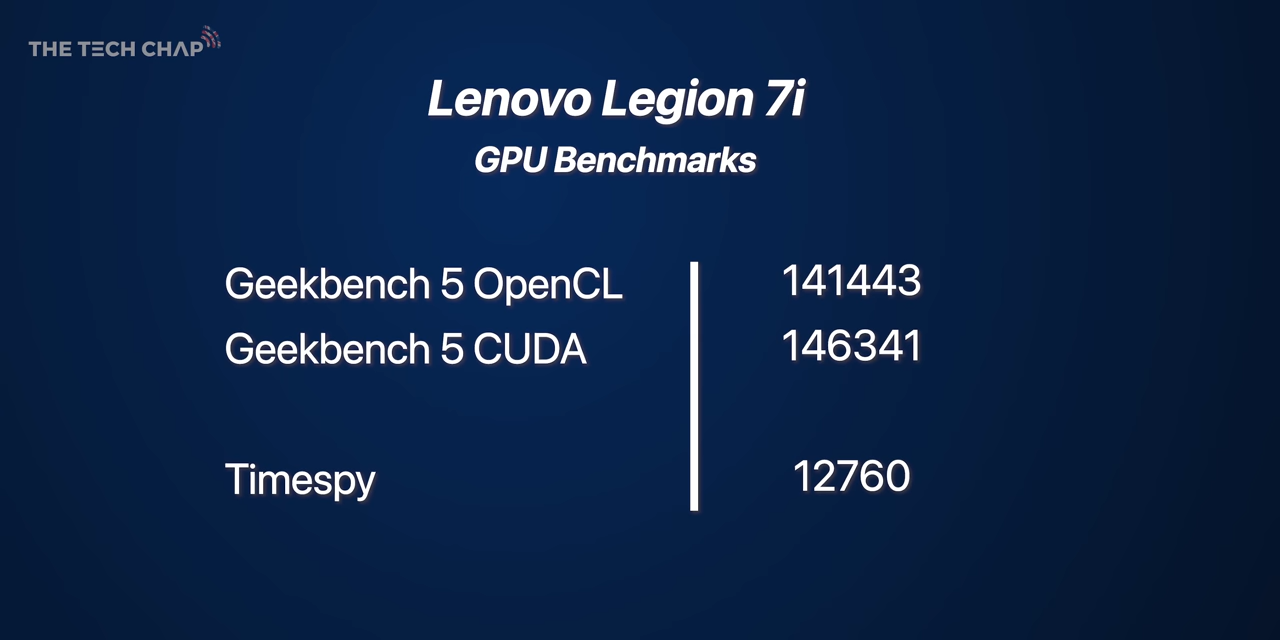 THE TECH CHAP
Lenovo Legion 7i
GPU Benchmarks
Geekbench 5 OpenCL 141443
Geekbench 5 CUDA 146341
Timespy 12760